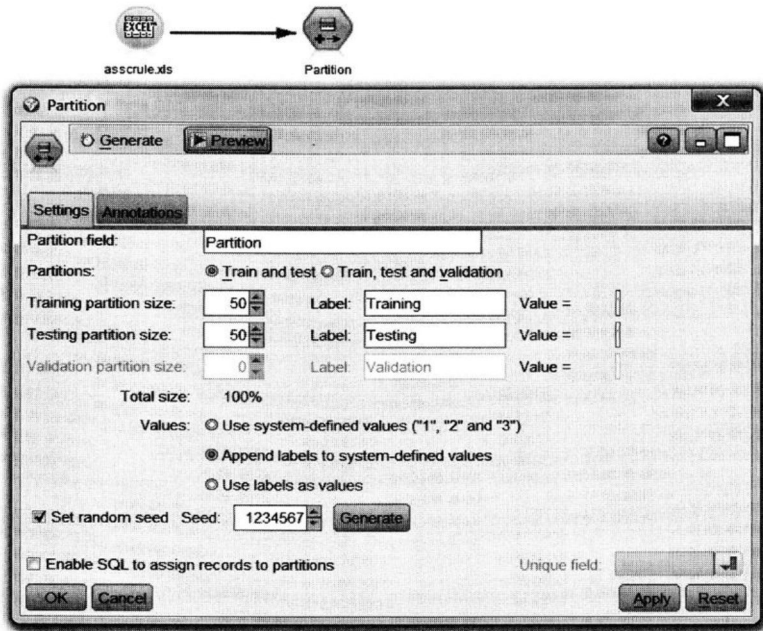 EXCEL
asscrule.xls Partition
Partition
Generate Preview
Settings Annotations
Partition field: Partition
Partitions: Train and test Train, test and validation
Training partition size: 50 Label: Training Value =
Testing partition size: 50 Label: Testing Value =
Validation partition size: 0 Label: Validation Value =
Total size: 100%
Values: Use system-defined values ("1", "2" and "3")
Append labels to system-defined values
Use labels as values
Set random seed Seed: 1234567 Generate
Enable SQL to assign records to partitions Unique field:
OK Cancel Apply Reset